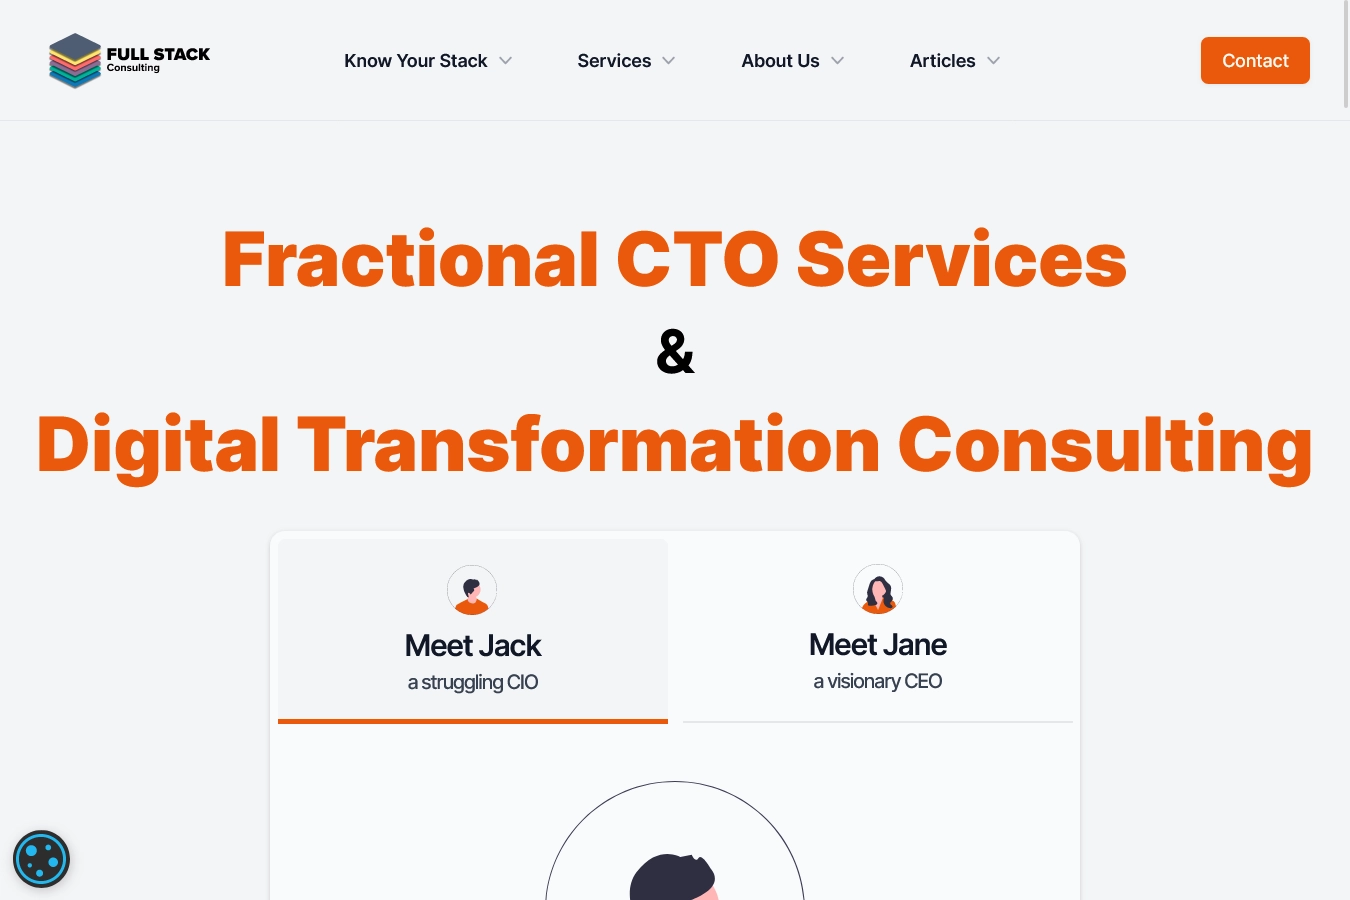 FULL STACK
Consulting
Know Your Stack
Services
About Us
Articles
Contact
Fractional CTO Services
&
Digital Transformation Consulting
Meet Jack
a struggling CIO
Meet Jane
a visionary CEO